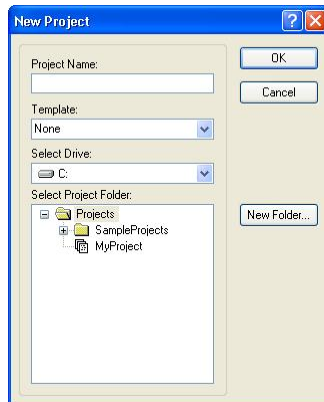 New Project
Project Name:
OK
Cancel
Template:
None
Select Drive:
C:
Select Project Folder:
Projects
SampleProjects
MyProject
New Folder...